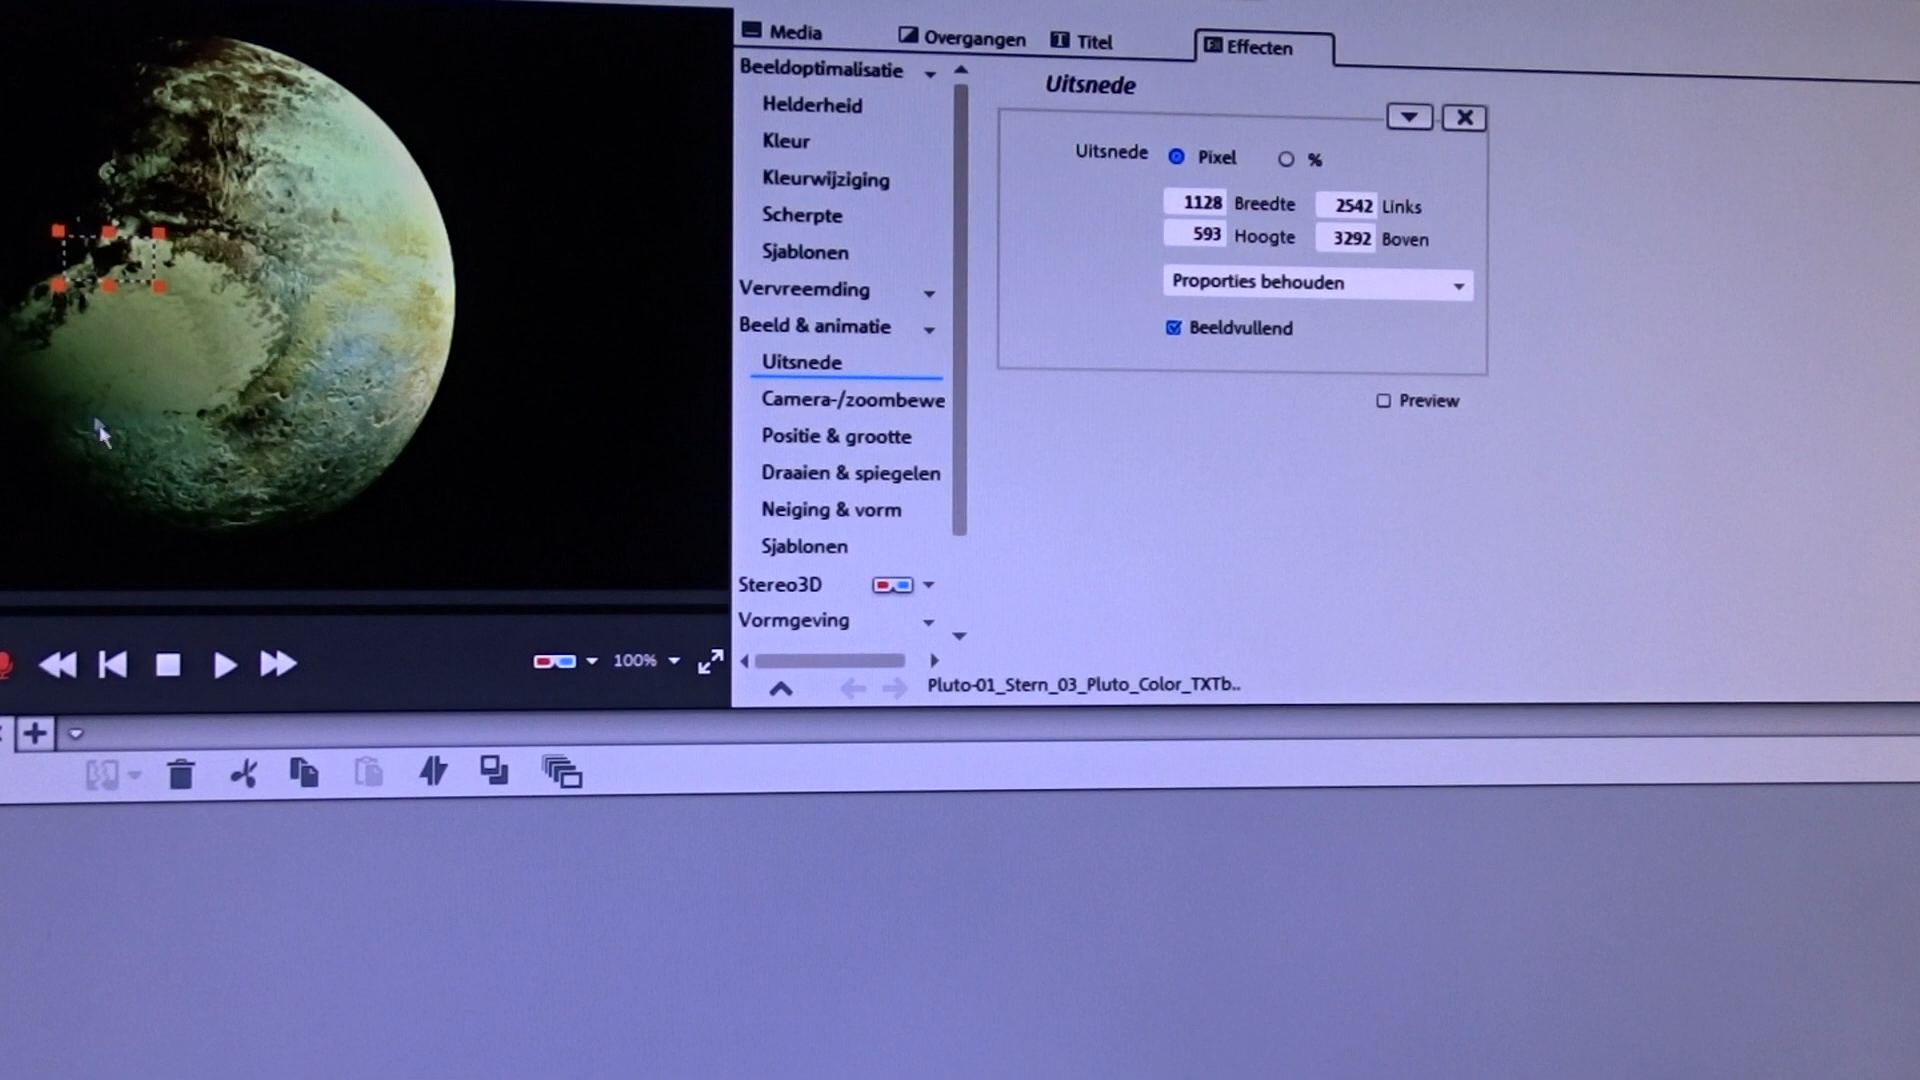 Media Overgangen Titel Effecten
Beeldoptimalisatie
Helderheid
Kleur
Kleurwijziging
Scherpte
Sjablonen
Vervreemding
Beeld & animatie
Uitsnede
Camera-/zoombewe
Positie & grootte
Draaien & spiegelen
Neiging & vorm
Sjablonen
Stereo3D
Vormgeving
Uitsnede
Uitsnede Pixel %
1128 Breedte 2542 Links
593 Hoogte 3292 Boven
Proporties behouden
Beeldvullend
Preview
100%
Pluto-01_Stern_03_Pluto_Color_TXTb..